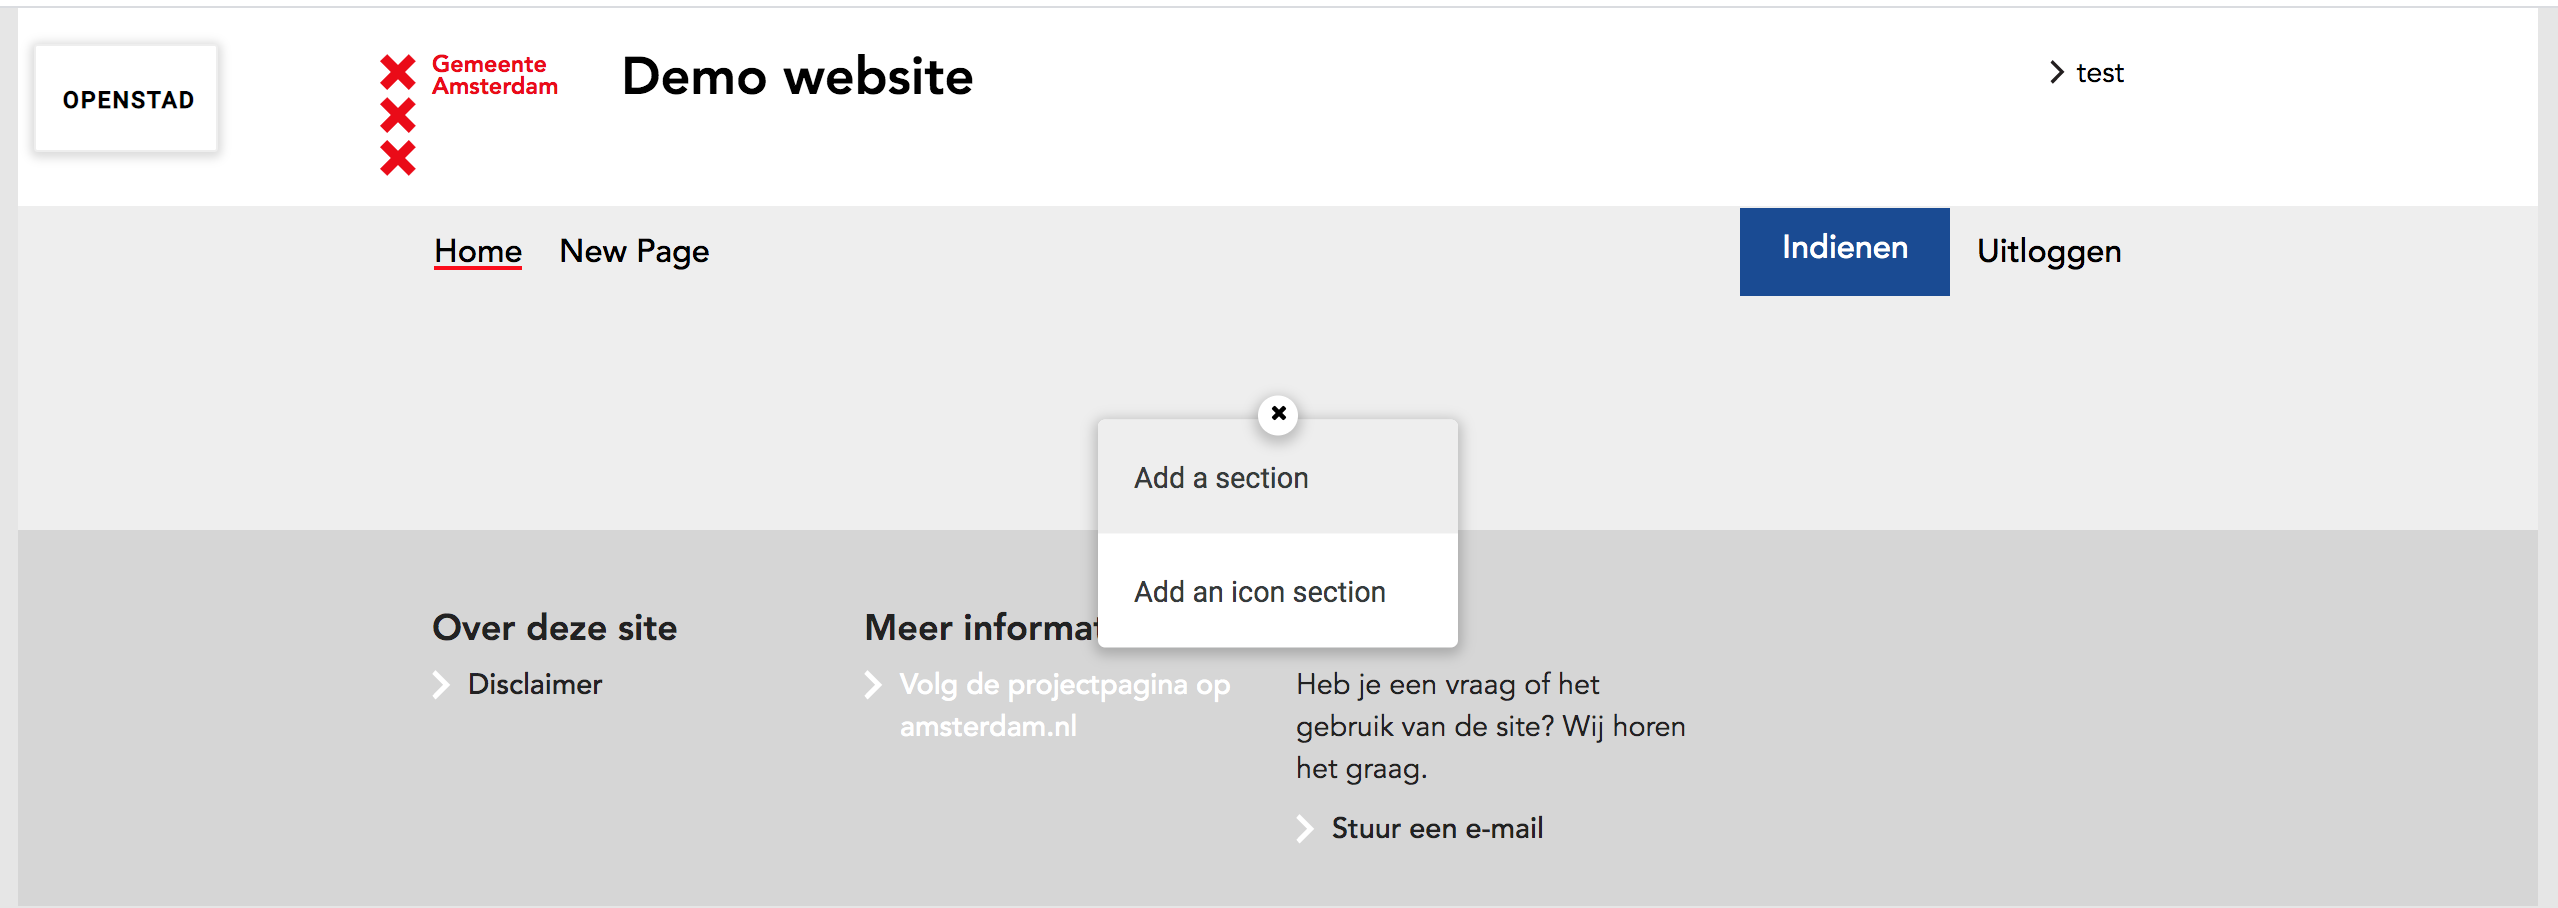 OPENSTAD
Gemeente
Amsterdam
Demo website
test
Home
New Page
Indienen
Uitloggen
Add a section
Add an icon section
Over deze site
Disclaimer
Meer informat
Volg de projectpagina op
amsterdam.nl
Heb je een vraag of het
gebruik van de site? Wij horen
het graag.
Stuur een e-mail